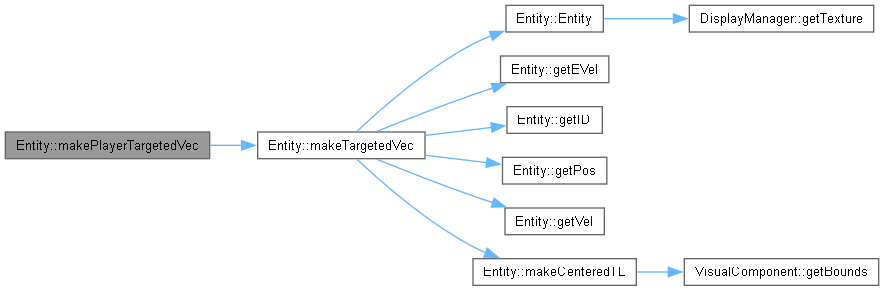 Entity::Entity
DisplayManager::getTexture
Entity::getEVel
Entity::getID
Entity::makePlayerTargetedVec
Entity::makeTargetedVec
Entity::getPos
Entity::getVel
Entity::makeCenteredTL
VisualComponent::getBounds